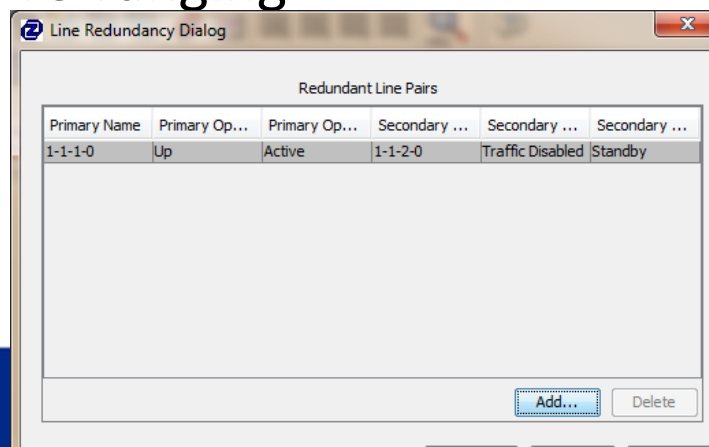 Line Redundancy Dialog
Redundant Line Pairs
Primary Name Primary Op... Primary Op... Secondary ... Secondary ... Secondary ...
1-1-1-0 Up Active 1-1-2-0 Traffic Disabled Standby
Add... Delete